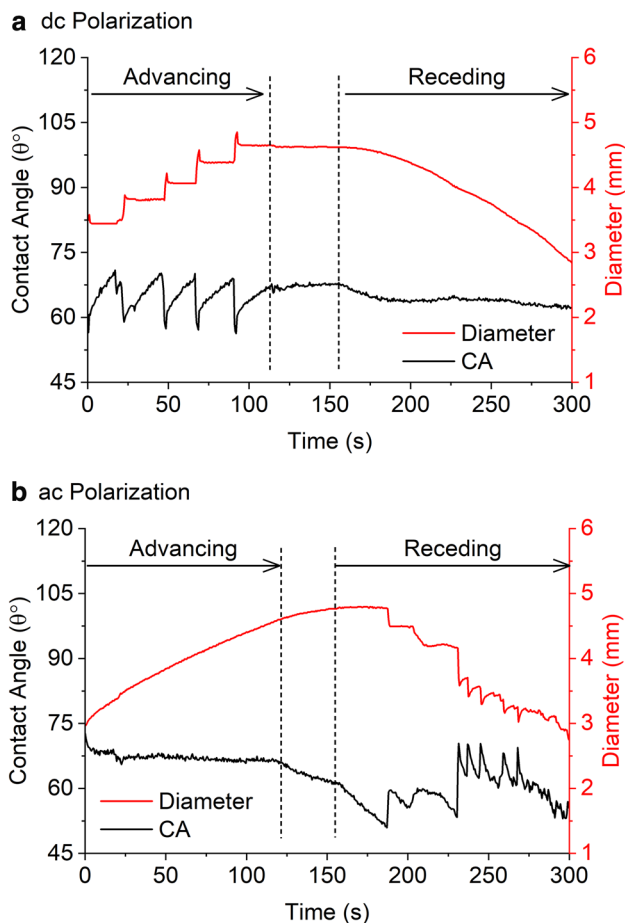 a dc Polarization
120
105
90
75
60
45
Contact Angle (θ°)
Advancing
Receding
6
5
4
3
2
1
Diameter (mm)
Diameter
CA
0
50
100
150
200
250
300
Time (s)
b ac Polarization
120
105
90
75
60
45
Contact Angle (θ°)
Advancing
Receding
6
5
4
3
2
1
Diameter (mm)
Diameter
CA
0
50
100
150
200
250
300
Time (s)